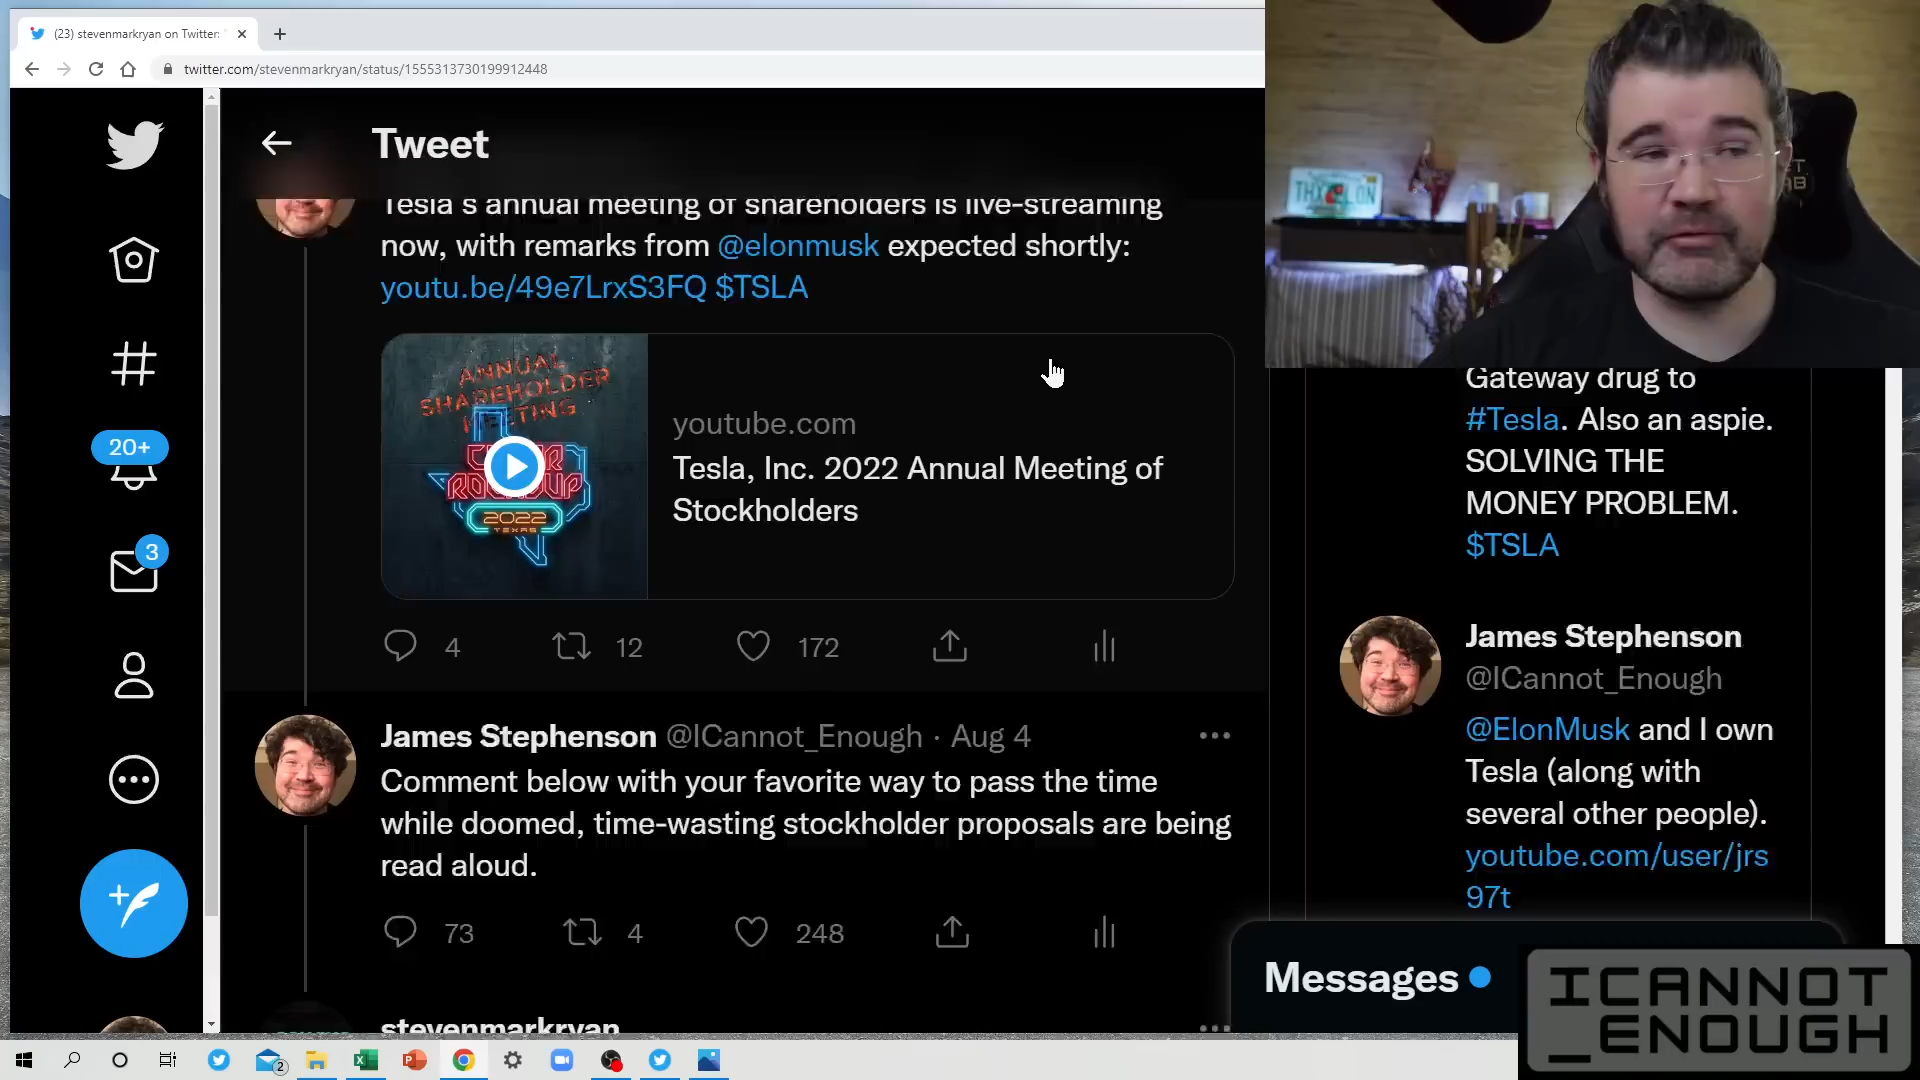 (23) stevenmarkryan on Twitter:
twitter.com/stevenmarkryan/status/1555313730199912448
Tweet
Tesla's annual meeting of shareholders is live-streaming
now, with remarks from @elonmusk expected shortly:
youtu.be/49e7LrxS3FQ $TSLA
ANNUAL
SHAREHOLDER
MEETING
ROUNDUP
2022
TEXAS
youtube.com
Tesla, Inc. 2022 Annual Meeting of
Stockholders
4
12
172
James Stephenson @ICannot_Enough · Aug 4
Comment below with your favorite way to pass the time
while doomed, time-wasting stockholder proposals are being
read aloud.
73
4
248
stevenmarkryan
20+
3
THX ELON
Gateway drug to
#Tesla. Also an aspie.
SOLVING THE
MONEY PROBLEM.
$TSLA
James Stephenson
@ICannot_Enough
@ElonMusk and I own
Tesla (along with
several other people).
youtube.com/user/jrs
97t
Messages
ICANNOT
_ENOUGH
2